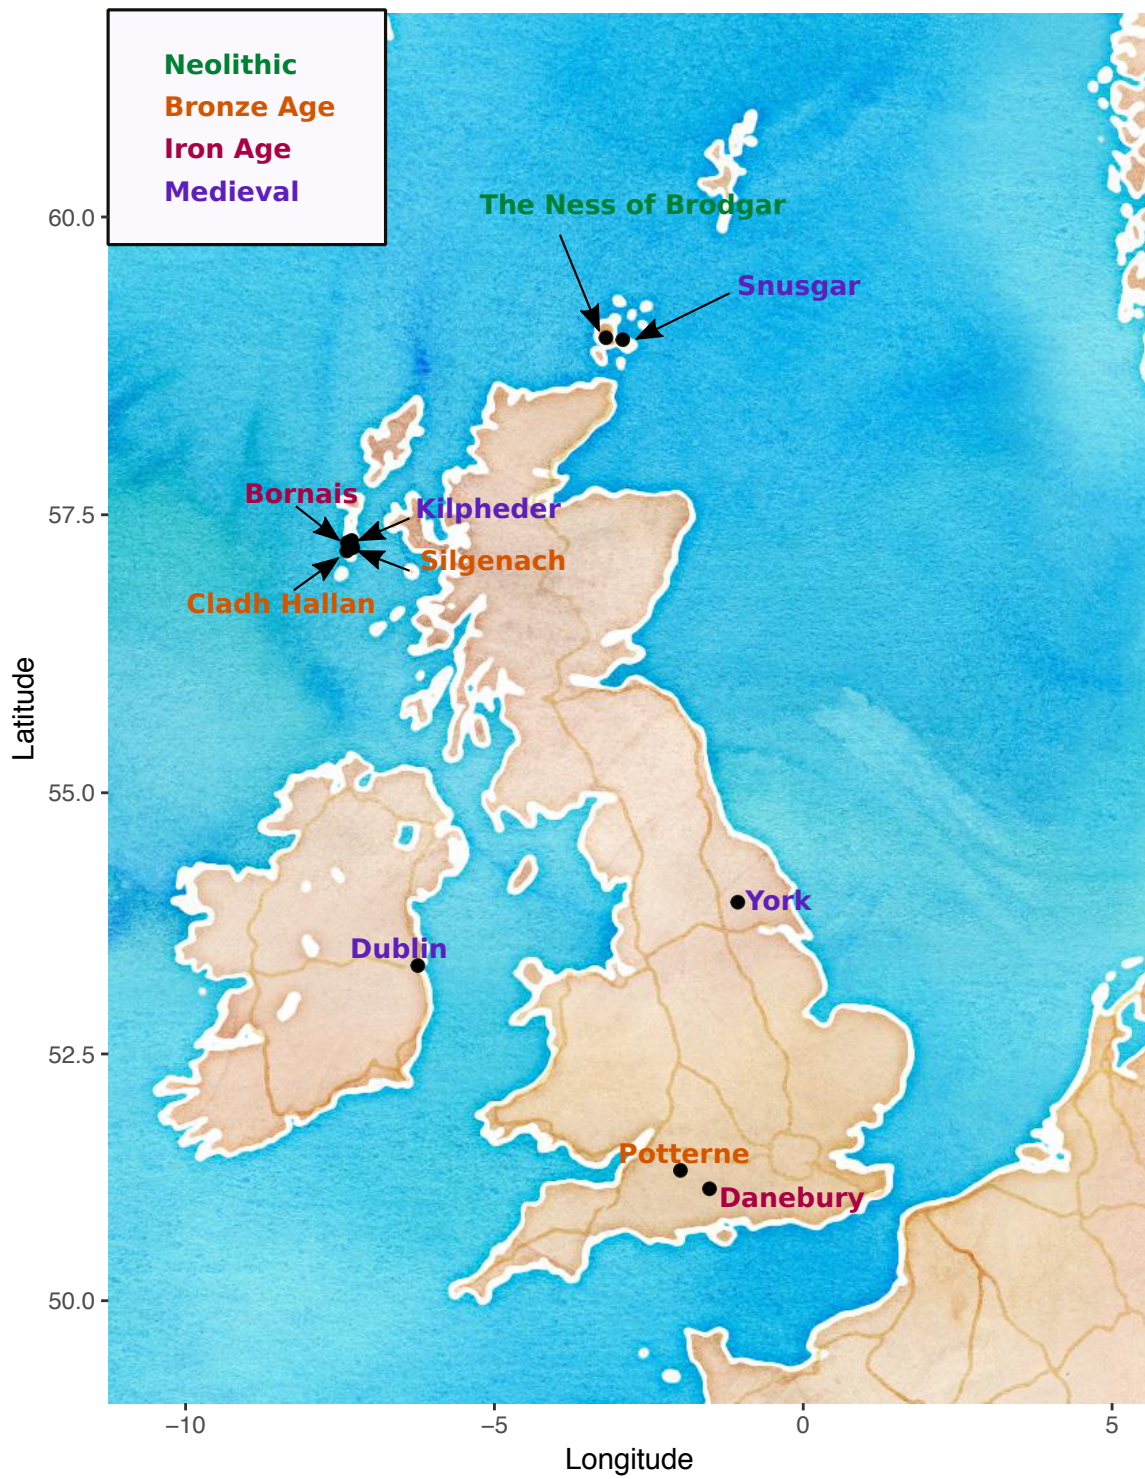 Neolithic
Bronze Age
Iron Age
Medieval
The Ness of Brodgar
Snusgar
Bornais
Kilpheder
Silgenach
Cladh Hallan
York
Dublin
Potterne
Danebury
60.0
57.5
55.0
52.5
50.0
Latitude
−10
−5
0
5
Longitude